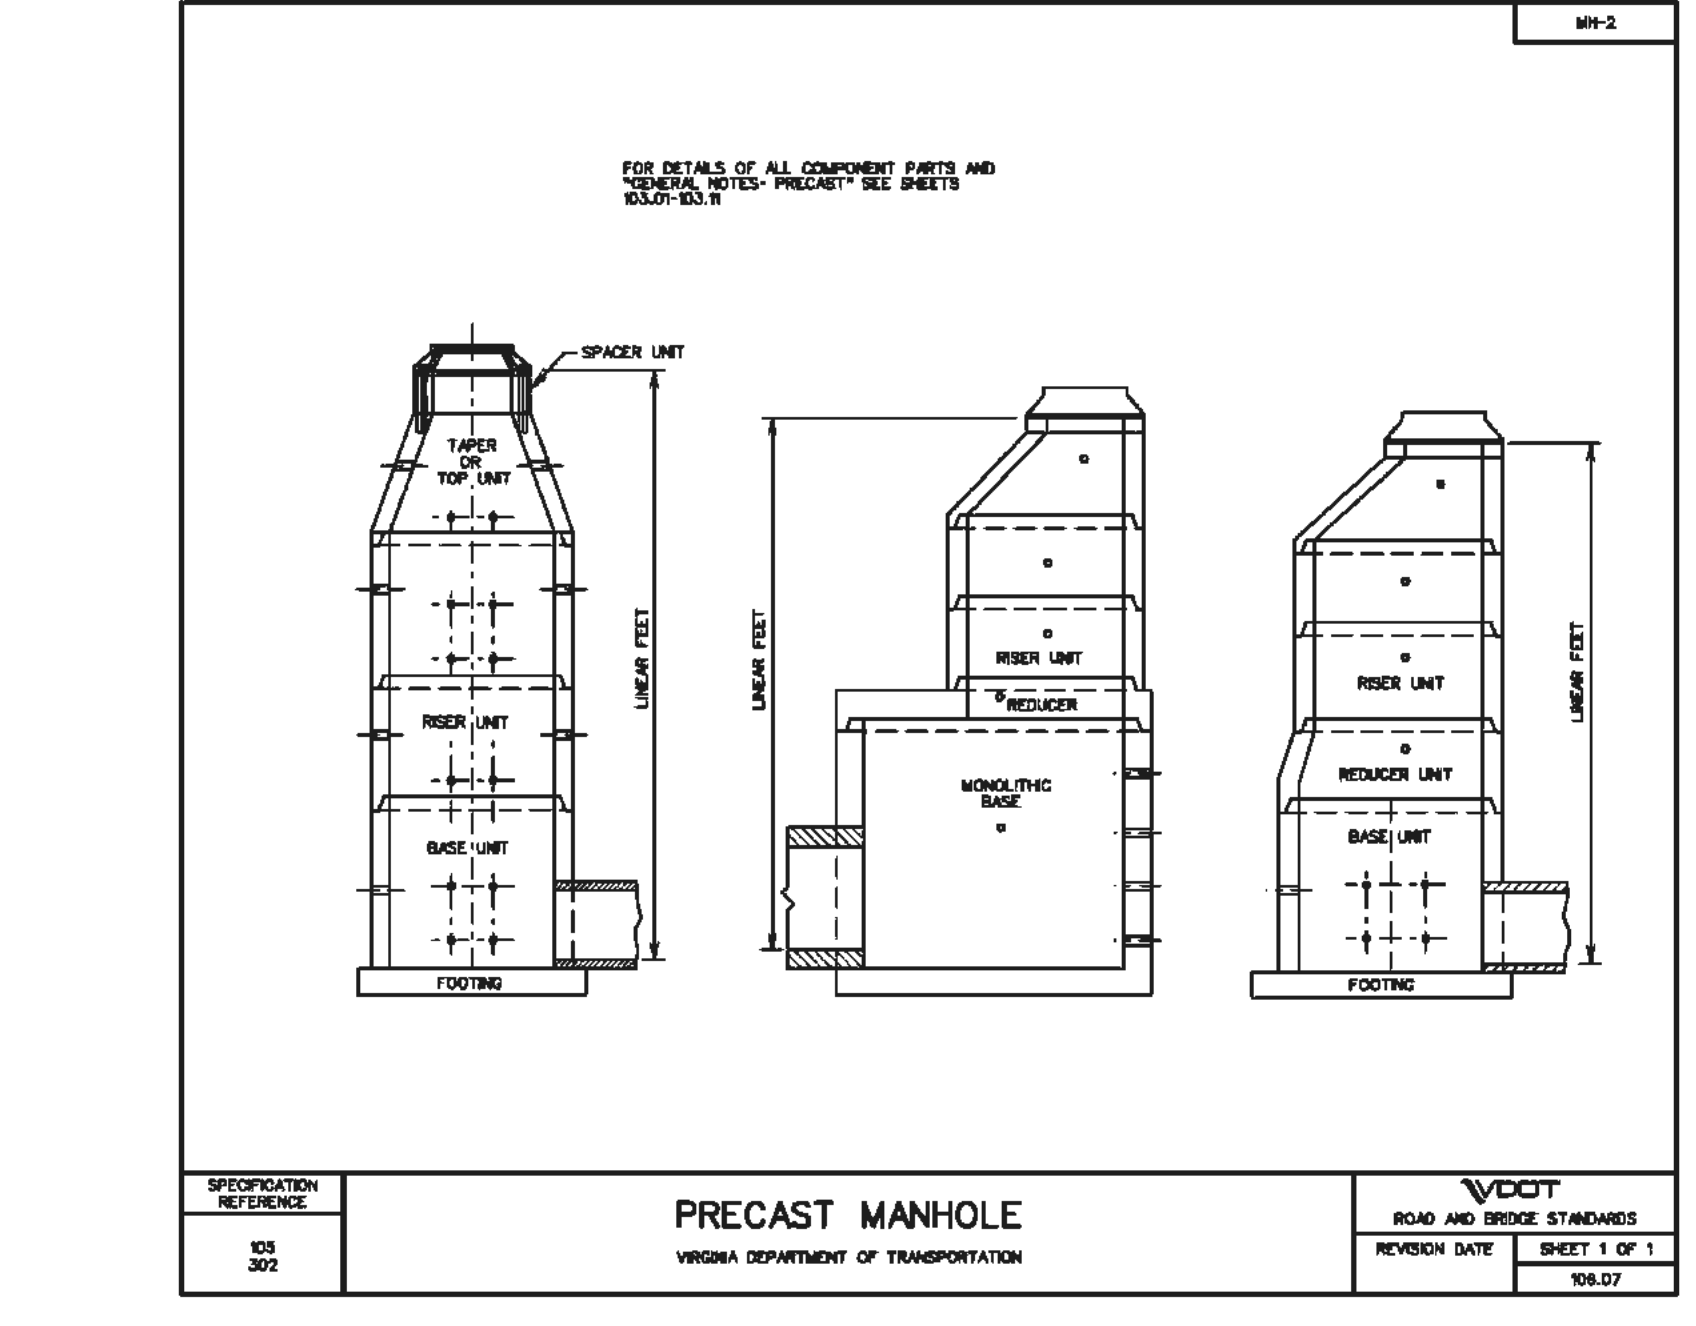 MH-2
FOR DETAILS OF ALL COMPONENT PARTS AND
"GENERAL NOTES- PRECAST" SEE SHEETS
103.01-103.11
SPACER UNIT
TAPER
OR
TOP UNIT
RISER UNIT
BASE UNIT
FOOTING
LINEAR FEET
LINEAR FEET
RISER UNIT
REDUCER
MONOLITHIC
BASE
RISER UNIT
REDUCER UNIT
BASE UNIT
FOOTING
LINEAR FEET
SPECIFICATION
REFERENCE
105
302
PRECAST MANHOLE
VIRGINIA DEPARTMENT OF TRANSPORTATION
VDOT
ROAD AND BRIDGE STANDARDS
REVISION DATE
SHEET 1 OF 1
106.07